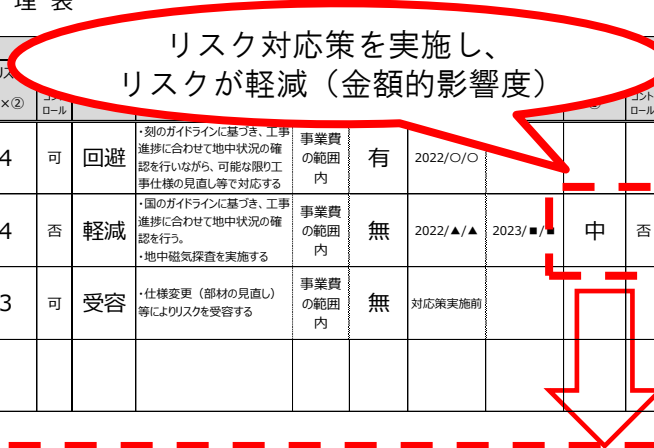 理 表
リスク対応策を実施し、
リスクが軽減（金額的影響度）
×②
コント
ロール
コント
ロール
4
可
回避
・刻のガイドラインに基づき、工事
進捗に合わせて地中状況の確
認を行いながら、可能な限り工
事仕様の見直し等で対応する
事業費
の範囲
内
有
2022/○/○
4
否
軽減
・国のガイドラインに基づき、工事
進捗に合わせて地中状況の確
認を行う。
・地中磁気探査を実施する
事業費
の範囲
内
無
2022/▲/▲
2023/■/■
中
否
3
可
受容
・仕様変更（部材の見直し）
等によりリスクを受容する
事業費
の範囲
内
無
対応策実施前